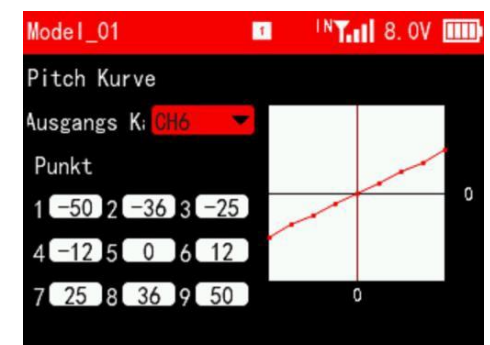 Model_01 1 IN 8.0V
Pitch Kurve
Ausgangs K: CH6
Punkt
1 -50 2 -36 3 -25
4 -12 5 0 6 12
7 25 8 36 9 50
0
0